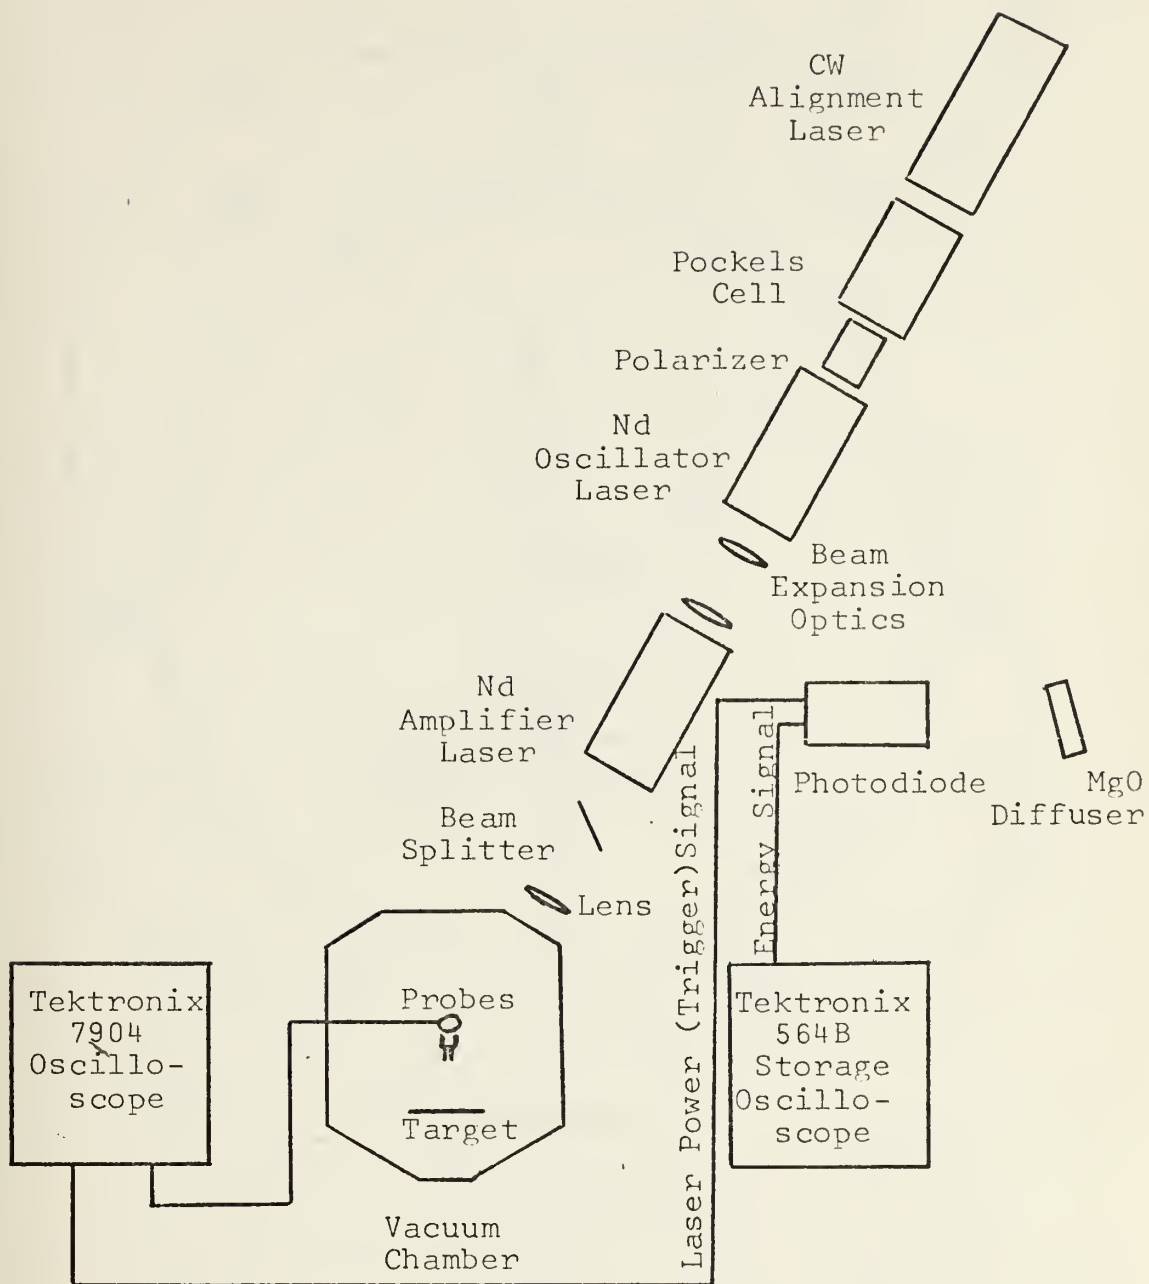 CW
Alignment
Laser
Pockels
Cell
Polarizer
Nd
Oscillator
Laser
Beam
Expansion
Optics
Nd
Amplifier
Laser
Photodiode
MgO
Diffuser
Beam
Splitter
Lens
Laser Power (Trigger)Signal
Energy Signal
Tektronix
7904
Oscillo-
scope
Probes
Target
Tektronix
564B
Storage
Oscillo-
scope
Vacuum
Chamber